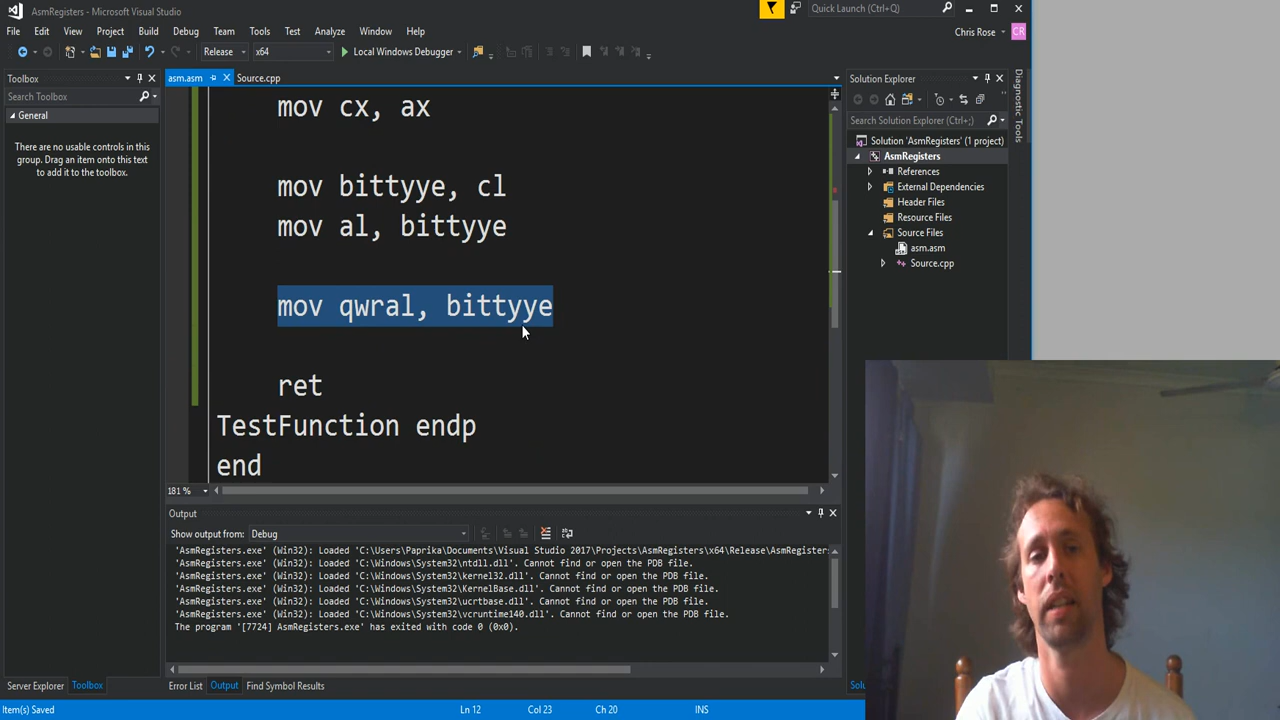 AsmRegisters - Microsoft Visual Studio
Quick Launch (Ctrl+Q)
File Edit View Project Build Debug Team Tools Test Analyze Window Help
Chris Rose CR
Release x64 Local Windows Debugger
Toolbox
asm.asm Source.cpp
Solution Explorer
Search Toolbox
General
There are no usable controls in this
group. Drag an item onto this text
to add it to the toolbox.
mov cx, ax
mov bittyye, cl
mov al, bittyye
mov qwral, bittyye
ret
TestFunction endp
end
181 %
Search Solution Explorer (Ctrl+;)
Solution 'AsmRegisters' (1 project)
AsmRegisters
References
External Dependencies
Header Files
Resource Files
Source Files
asm.asm
Source.cpp
Diagnostic Tools
Output
Show output from: Debug
'AsmRegisters.exe' (Win32): Loaded 'C:\Users\Paprika\Documents\Visual Studio 2017\Projects\AsmRegisters\x64\Release\AsmRegisters
'AsmRegisters.exe' (Win32): Loaded 'C:\Windows\System32\ntdll.dll'. Cannot find or open the PDB file.
'AsmRegisters.exe' (Win32): Loaded 'C:\Windows\System32\kernel32.dll'. Cannot find or open the PDB file.
'AsmRegisters.exe' (Win32): Loaded 'C:\Windows\System32\KernelBase.dll'. Cannot find or open the PDB file.
'AsmRegisters.exe' (Win32): Loaded 'C:\Windows\System32\ucrtbase.dll'. Cannot find or open the PDB file.
'AsmRegisters.exe' (Win32): Loaded 'C:\Windows\System32\vcruntime140.dll'. Cannot find or open the PDB file.
The program '[7724] AsmRegisters.exe' has exited with code 0 (0x0).
Server Explorer Toolbox
Error List Output Find Symbol Results
Solu
Item(s) Saved
Ln 12 Col 23 Ch 20 INS